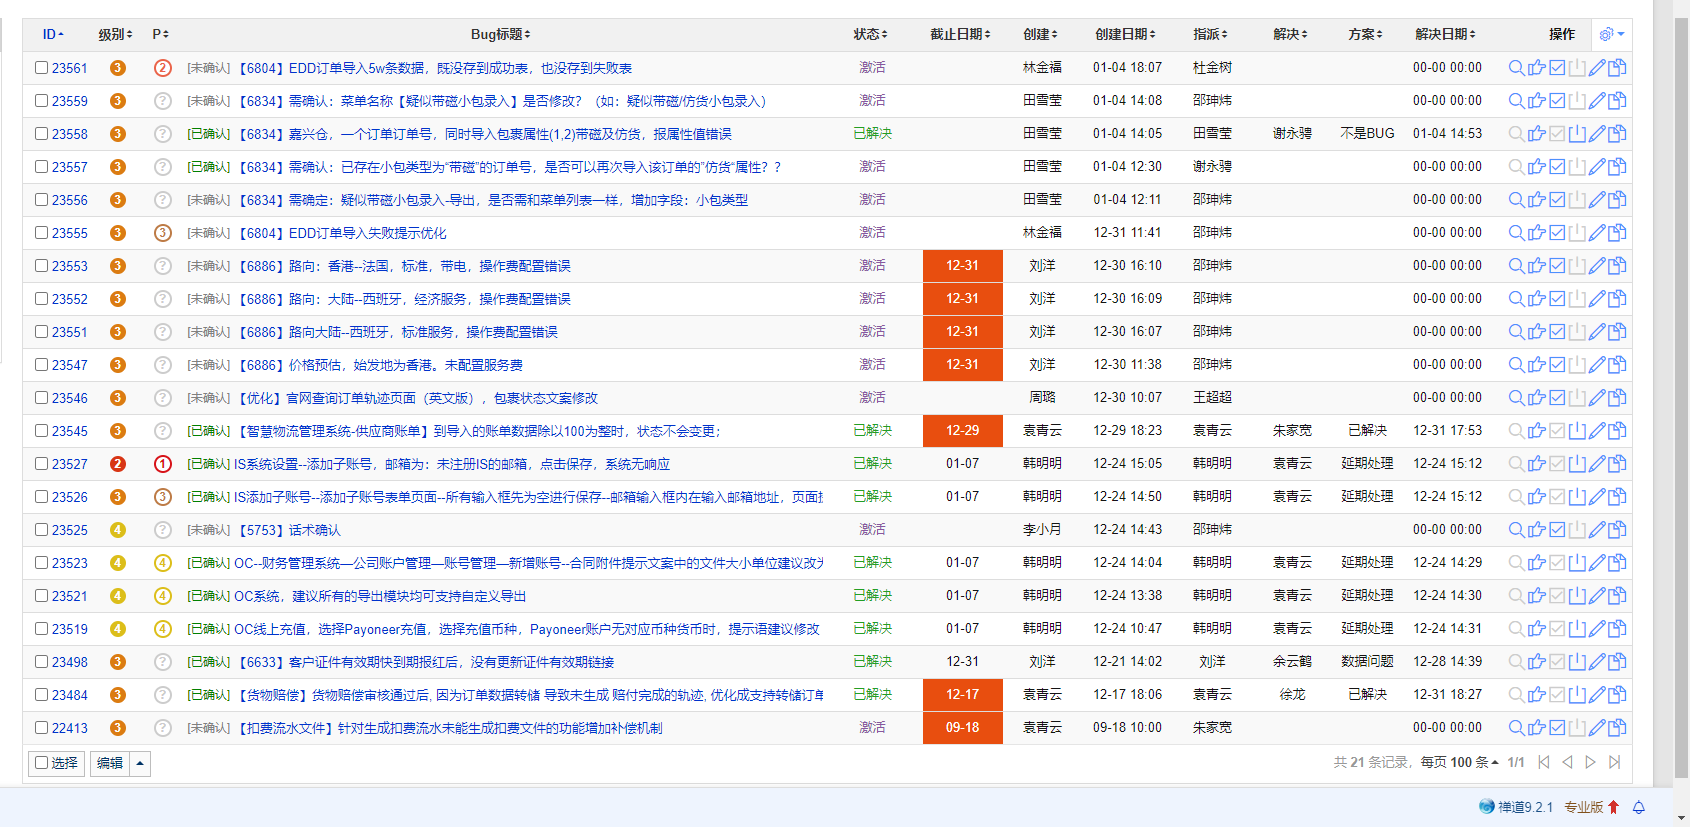 ID 级别 P Bug标题 状态 截止日期 创建 创建日期 指派 解决 方案 解决日期 操作
23561 3 2 [未确认] 【6804】EDD订单导入5w条数据，既没存到成功表，也没存到失败表 激活 林金福 01-04 18:07 杜金树 00-00 00:00
23559 3 ? [未确认] 【6834】需确认：菜单名称【疑似带磁小包录入】是否修改？（如：疑似带磁/仿货小包录入） 激活 田雪莹 01-04 14:08 邵珅炜 00-00 00:00
23558 3 ? [已确认] 【6834】嘉兴仓，一个订单订单号，同时导入包裹属性(1,2)带磁及仿货，报属性值错误 已解决 田雪莹 01-04 14:05 田雪莹 谢永骋 不是BUG 01-04 14:53
23557 3 ? [未确认] 【6834】需确认：已存在小包类型为“带磁”的订单号，是否可以再次导入该订单的”仿货“属性？？ 激活 田雪莹 01-04 12:30 谢永骋 00-00 00:00
23556 3 ? [未确认] 【6834】需确定：疑似带磁小包录入-导出，是否需和菜单列表一样，增加字段：小包类型 激活 田雪莹 01-04 12:11 邵珅炜 00-00 00:00
23555 3 3 [未确认] 【6804】EDD订单导入失败提示优化 激活 林金福 12-31 11:41 邵珅炜 00-00 00:00
23553 3 ? [未确认] 【6886】路向：香港--法国，标准，带电，操作费配置错误 激活 12-31 刘洋 12-30 16:10 邵珅炜 00-00 00:00
23552 3 ? [未确认] 【6886】路向：大陆--西班牙，经济服务，操作费配置错误 激活 12-31 刘洋 12-30 16:09 邵珅炜 00-00 00:00
23551 3 ? [未确认] 【6886】路向大陆--西班牙，标准服务，操作费配置错误 激活 12-31 刘洋 12-30 16:07 邵珅炜 00-00 00:00
23547 3 ? [未确认] 【6886】价格预估，始发地为香港。未配置服务费 激活 12-31 刘洋 12-30 11:38 邵珅炜 00-00 00:00
23546 3 ? [未确认] 【优化】官网查询订单轨迹页面（英文版），包裹状态文案修改 激活 周璐 12-30 10:07 王超超 00-00 00:00
23545 3 ? [已确认] 【智慧物流管理系统-供应商账单】到导入的账单数据除以100为整时，状态不会变更； 已解决 12-29 袁青云 12-29 18:23 袁青云 朱家宽 已解决 12-31 17:53
23527 2 1 [已确认] IS系统设置--添加子账号，邮箱为：未注册IS的邮箱，点击保存，系统无响应 已解决 01-07 韩明明 12-24 15:05 韩明明 袁青云 延期处理 12-24 15:12
23526 3 3 [已确认] IS添加子账号--添加子账号表单页面--所有输入框先为空进行保存--邮箱输入框内在输入邮箱地址，页面 已解决 01-07 韩明明 12-24 14:50 韩明明 袁青云 延期处理 12-24 15:12
23525 4 ? [未确认] 【5753】话术确认 激活 李小月 12-24 14:43 邵珅炜 00-00 00:00
23523 4 4 [已确认] OC--财务管理系统—公司账户管理—账号管理—新增账号--合同附件提示文案中的文件大小单位建议改为 已解决 01-07 韩明明 12-24 14:04 韩明明 袁青云 延期处理 12-24 14:29
23521 4 4 [已确认] OC系统，建议所有的导出模块均可支持自定义导出 已解决 01-07 韩明明 12-24 13:38 韩明明 袁青云 延期处理 12-24 14:30
23519 4 4 [已确认] OC线上充值，选择Payoneer充值，选择充值币种，Payoneer账户无对应币种货币时，提示语建议修改 已解决 01-07 韩明明 12-24 10:47 韩明明 袁青云 延期处理 12-24 14:31
23498 3 ? [已确认] 【6633】客户证件有效期快到期报红后，没有更新证件有效期链接 已解决 12-31 刘洋 12-21 14:02 刘洋 余云鹤 数据问题 12-28 14:39
23484 3 ? [已确认] 【货物赔偿】货物赔偿审核通过后, 因为订单数据转储 导致未生成 赔付完成的轨迹, 优化成支持转储订单 已解决 12-17 袁青云 12-17 18:06 袁青云 徐龙 已解决 12-31 18:27
22413 3 ? [未确认] 【扣费流水文件】针对生成扣费流水未能生成扣费文件的功能增加补偿机制 激活 09-18 袁青云 09-18 10:00 朱家宽 00-00 00:00
选择 编辑 共 21 条记录，每页 100 条 1/1
禅道9.2.1 专业版